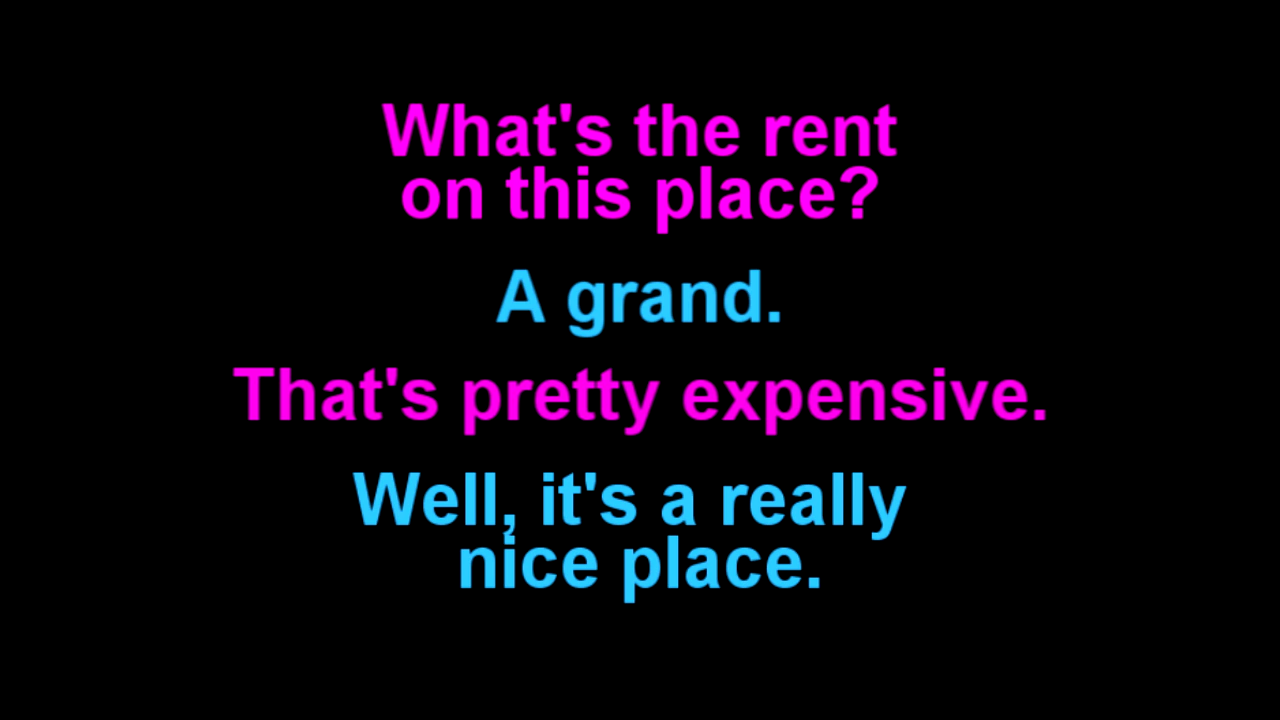 What's the rent
on this place?
A grand.
That's pretty expensive.
Well, it's a really
nice place.